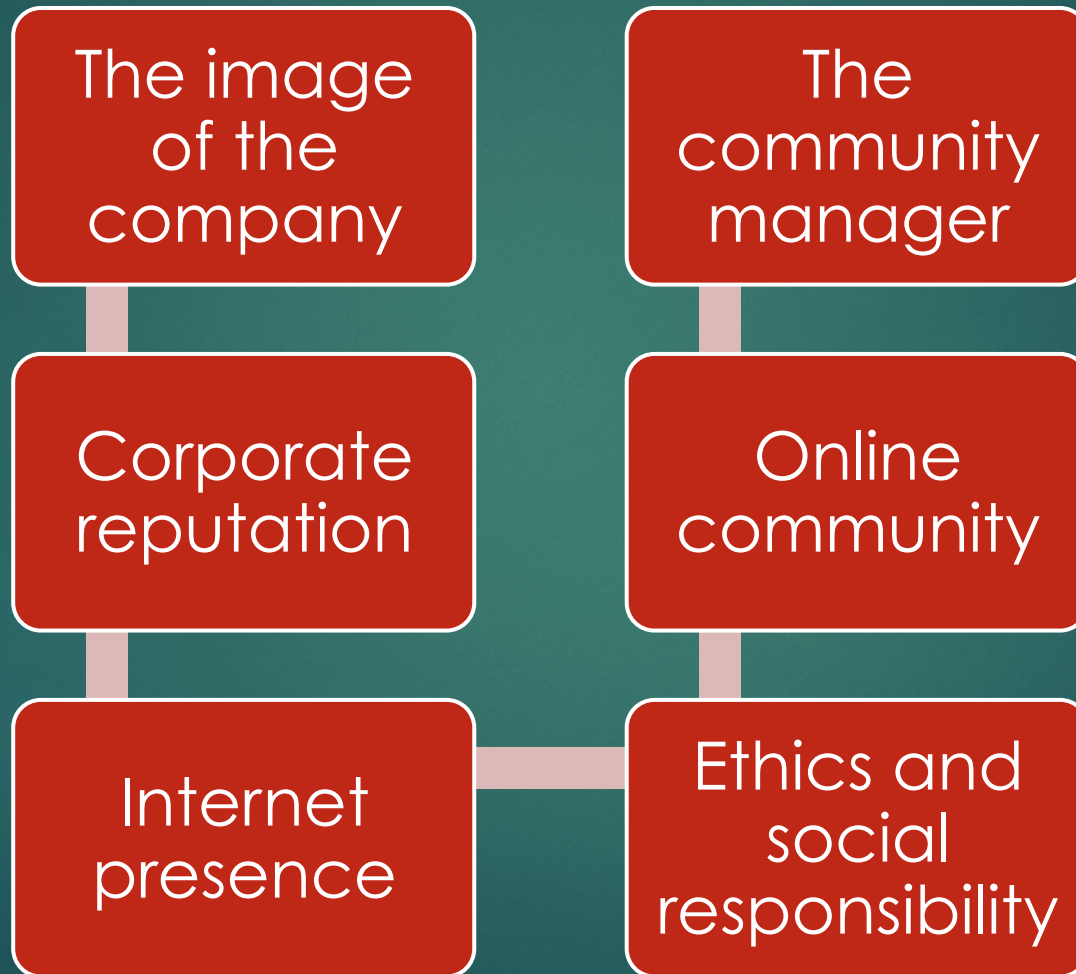 The image
of the
company
Corporate
reputation
Internet
presence
Ethics and
social
responsibility
Online
community
The
community
manager